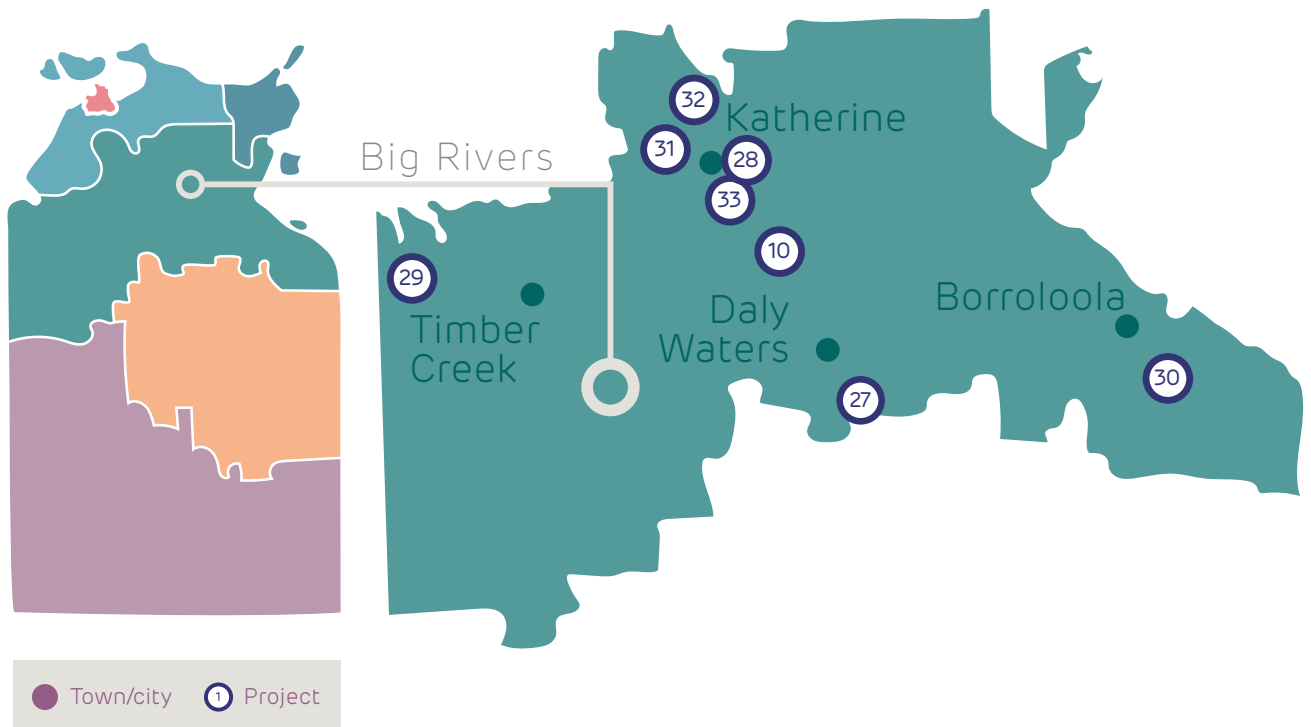 Big Rivers
32
Katherine
31
28
33
10
29
Timber
Creek
Daly
Waters
Borroloola
30
27
Town/city
1 Project